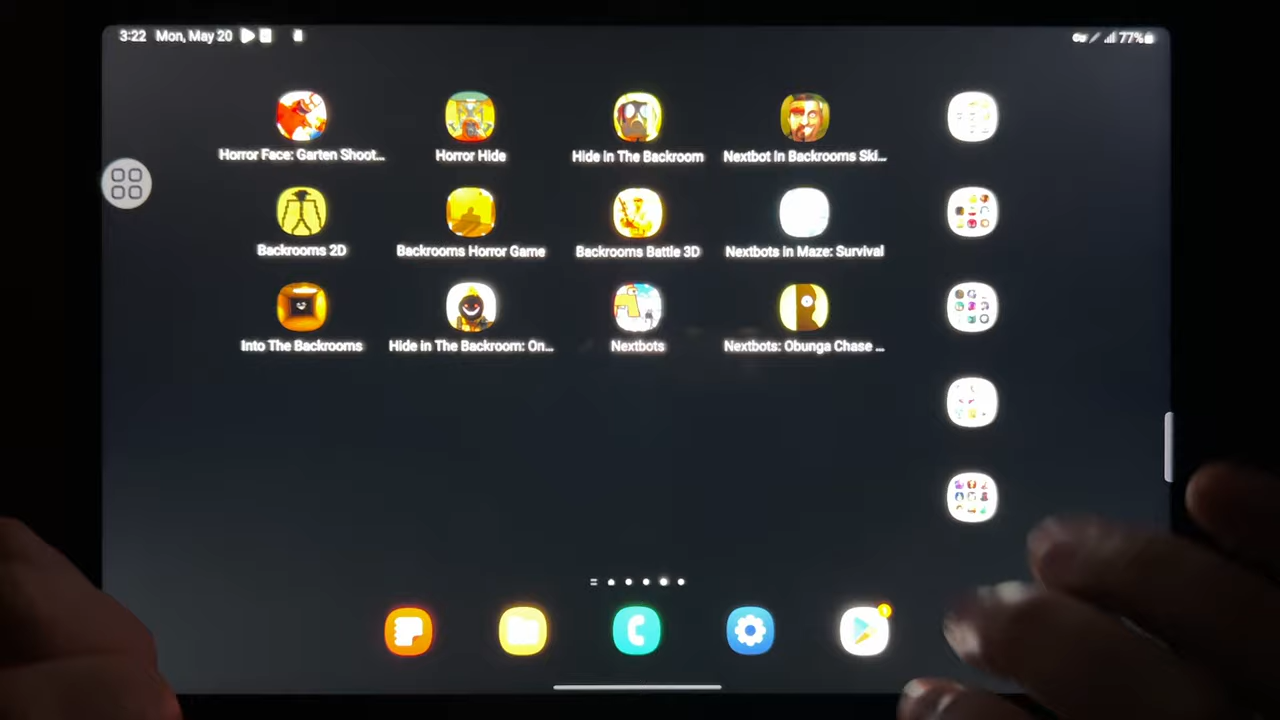 3:22 Mon, May 20
77%
Horror Face: Garten Shoot...
Horror Hide
Hide in The Backroom
Nextbot In Backrooms Ski...
Backrooms 2D
Backrooms Horror Game
Backrooms Battle 3D
Nextbots In Maze: Survival
Into The Backrooms
Hide in The Backroom: On...
Nextbots
Nextbots: Obunga Chase ...